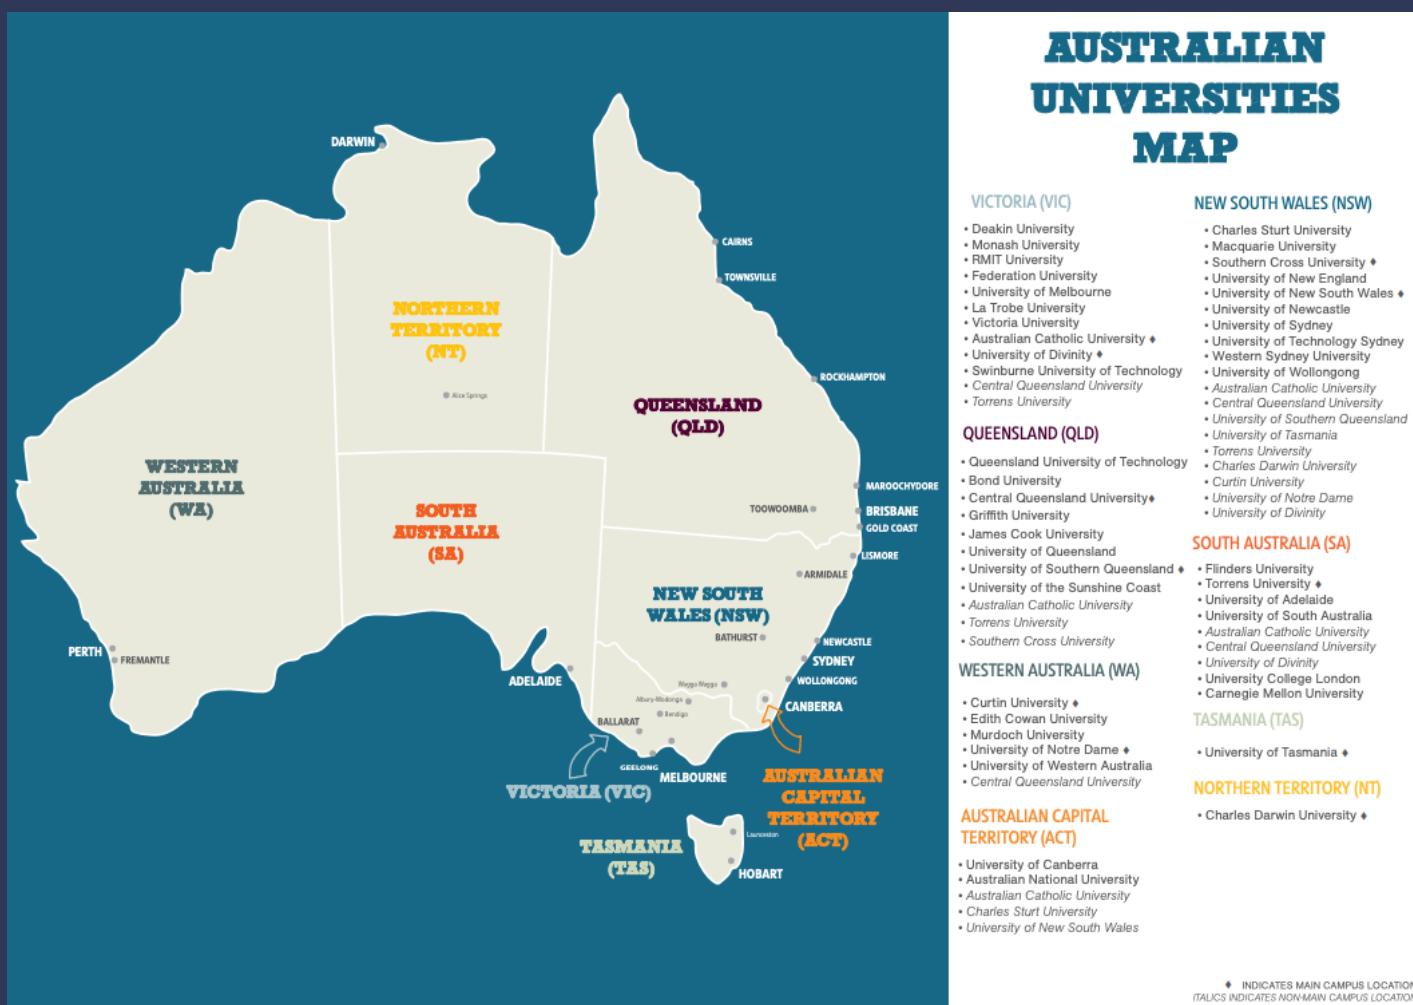 AUSTRALIAN
UNIVERSITIES
MAP
DARWIN
CAIRNS
TOWNSVILLE
NORTHERN
TERRITORY
(NT)
ROCKHAMPTON
Alice Springs
QUEENSLAND
(QLD)
WESTERN
AUSTRALIA
(WA)
MAROOCHYDORE
TOOWOOMBA
BRISBANE
GOLD COAST
SOUTH
AUSTRALIA
(SA)
LISMORE
ARMIDALE
NEW SOUTH
WALES (NSW)
BATHURST
NEWCASTLE
PERTH
FREMANTLE
SYDNEY
ADELAIDE
WOLLONGONG
Wagga Wagga
Albury-Wodonga
CANBERRA
Bendigo
BALLARAT
GEELONG
MELBOURNE
VICTORIA (VIC)
AUSTRALIAN
CAPITAL
TERRITORY
(ACT)
TASMANIA
(TAS)
Launceston
HOBART
VICTORIA (VIC)
• Deakin University
• Monash University
• RMIT University
• Federation University
• University of Melbourne
• La Trobe University
• Victoria University
• Australian Catholic University ♦
• University of Divinity ♦
• Swinburne University of Technology
• Central Queensland University
• Torrens University
QUEENSLAND (QLD)
• Queensland University of Technology
• Bond University
• Central Queensland University♦
• Griffith University
• James Cook University
• University of Queensland
• University of Southern Queensland ♦
• University of the Sunshine Coast
• Australian Catholic University
• Torrens University
• Southern Cross University
WESTERN AUSTRALIA (WA)
• Curtin University ♦
• Edith Cowan University
• Murdoch University
• University of Notre Dame ♦
• University of Western Australia
• Central Queensland University
AUSTRALIAN CAPITAL
TERRITORY (ACT)
• University of Canberra
• Australian National University
• Australian Catholic University
• Charles Sturt University
• University of New South Wales
NEW SOUTH WALES (NSW)
• Charles Sturt University
• Macquarie University
• Southern Cross University ♦
• University of New England
• University of New South Wales ♦
• University of Newcastle
• University of Sydney
• University of Technology Sydney
• Western Sydney University
• University of Wollongong
• Australian Catholic University
• Central Queensland University
• University of Southern Queensland
• University of Tasmania
• Torrens University
• Charles Darwin University
• Curtin University
• University of Notre Dame
• University of Divinity
SOUTH AUSTRALIA (SA)
• Flinders University
• Torrens University ♦
• University of Adelaide
• University of South Australia
• Australian Catholic University
• Central Queensland University
• University of Divinity
• University College London
• Carnegie Mellon University
TASMANIA (TAS)
• University of Tasmania ♦
NORTHERN TERRITORY (NT)
• Charles Darwin University ♦
♦ INDICATES MAIN CAMPUS LOCATION
ITALICS INDICATES NON-MAIN CAMPUS LOCATION